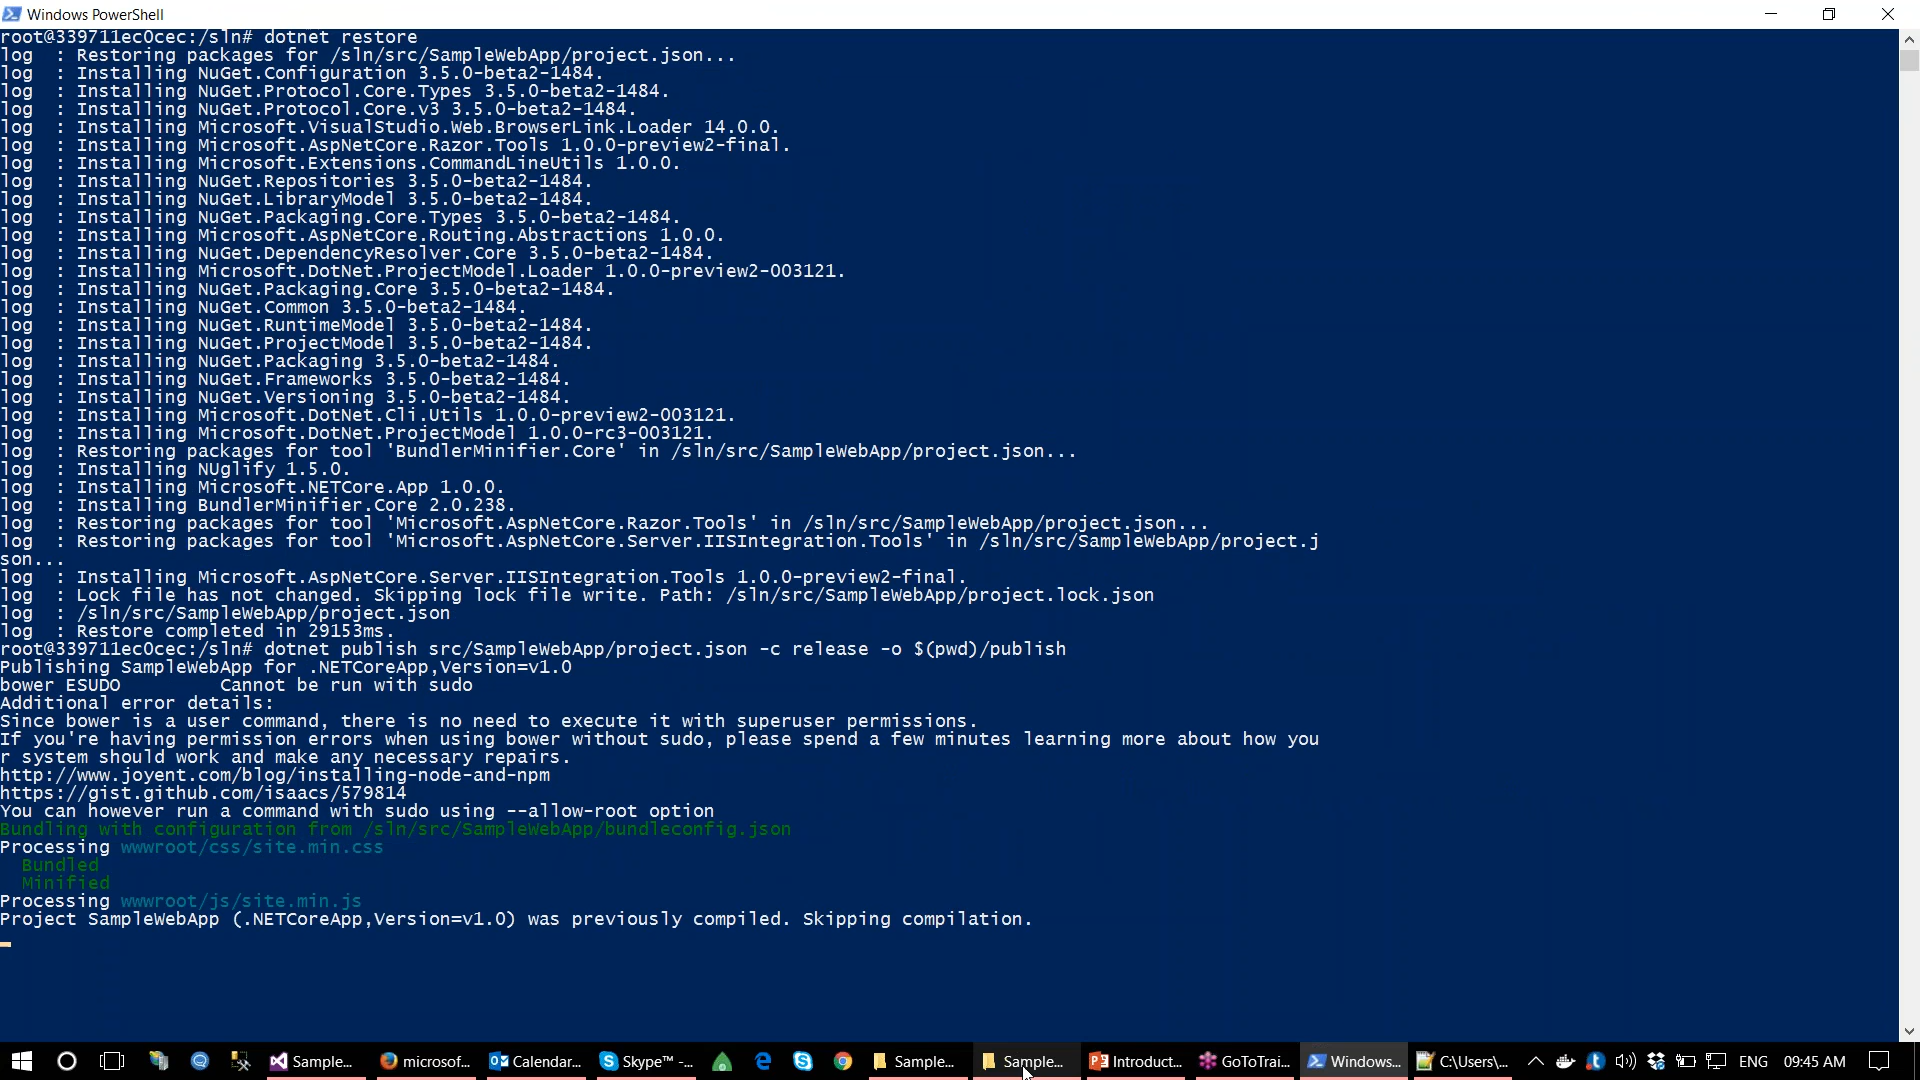 Windows PowerShell
root@339711ec0cec:/sln# dotnet restore
log  : Restoring packages for /sln/src/SampleWebApp/project.json...
log  : Installing NuGet.Configuration 3.5.0-beta2-1484.
log  : Installing NuGet.Protocol.Core.Types 3.5.0-beta2-1484.
log  : Installing NuGet.Protocol.Core.v3 3.5.0-beta2-1484.
log  : Installing Microsoft.VisualStudio.Web.BrowserLink.Loader 14.0.0.
log  : Installing Microsoft.AspNetCore.Razor.Tools 1.0.0-preview2-final.
log  : Installing Microsoft.Extensions.CommandLineUtils 1.0.0.
log  : Installing NuGet.Repositories 3.5.0-beta2-1484.
log  : Installing NuGet.LibraryModel 3.5.0-beta2-1484.
log  : Installing NuGet.Packaging.Core.Types 3.5.0-beta2-1484.
log  : Installing Microsoft.AspNetCore.Routing.Abstractions 1.0.0.
log  : Installing NuGet.DependencyResolver.Core 3.5.0-beta2-1484.
log  : Installing Microsoft.DotNet.ProjectModel.Loader 1.0.0-preview2-003121.
log  : Installing NuGet.Packaging.Core 3.5.0-beta2-1484.
log  : Installing NuGet.Common 3.5.0-beta2-1484.
log  : Installing NuGet.RuntimeModel 3.5.0-beta2-1484.
log  : Installing NuGet.ProjectModel 3.5.0-beta2-1484.
log  : Installing NuGet.Packaging 3.5.0-beta2-1484.
log  : Installing NuGet.Frameworks 3.5.0-beta2-1484.
log  : Installing NuGet.Versioning 3.5.0-beta2-1484.
log  : Installing Microsoft.DotNet.Cli.Utils 1.0.0-preview2-003121.
log  : Installing Microsoft.DotNet.ProjectModel 1.0.0-rc3-003121.
log  : Restoring packages for tool 'BundlerMinifier.Core' in /sln/src/SampleWebApp/project.json...
log  : Installing NUglify 1.5.0.
log  : Installing Microsoft.NETCore.App 1.0.0.
log  : Installing BundlerMinifier.Core 2.0.238.
log  : Restoring packages for tool 'Microsoft.AspNetCore.Razor.Tools' in /sln/src/SampleWebApp/project.json...
log  : Restoring packages for tool 'Microsoft.AspNetCore.Server.IISIntegration.Tools' in /sln/src/SampleWebApp/project.j
son...
log  : Installing Microsoft.AspNetCore.Server.IISIntegration.Tools 1.0.0-preview2-final.
log  : Lock file has not changed. Skipping lock file write. Path: /sln/src/SampleWebApp/project.lock.json
log  : /sln/src/SampleWebApp/project.json
log  : Restore completed in 29153ms.
root@339711ec0cec:/sln# dotnet publish src/SampleWebApp/project.json -c release -o $(pwd)/publish
Publishing SampleWebApp for .NETCoreApp,Version=v1.0
bower ESUDO         Cannot be run with sudo
Additional error details:
Since bower is a user command, there is no need to execute it with superuser permissions.
If you're having permission errors when using bower without sudo, please spend a few minutes learning more about how you
r system should work and make any necessary repairs.
http://www.joyent.com/blog/installing-node-and-npm
https://gist.github.com/isaacs/579814
You can however run a command with sudo using --allow-root option
Bundling with configuration from /sln/src/SampleWebApp/bundleconfig.json
Processing wwwroot/css/site.min.css
  Bundled
  Minified
Processing wwwroot/js/site.min.js
Project SampleWebApp (.NETCoreApp,Version=v1.0) was previously compiled. Skipping compilation.
Sample... microsof... Calendar... Skype™ -... Sample... Sample... Introduct... GoToTrai... Windows... C:\Users\... ENG 09:45 AM